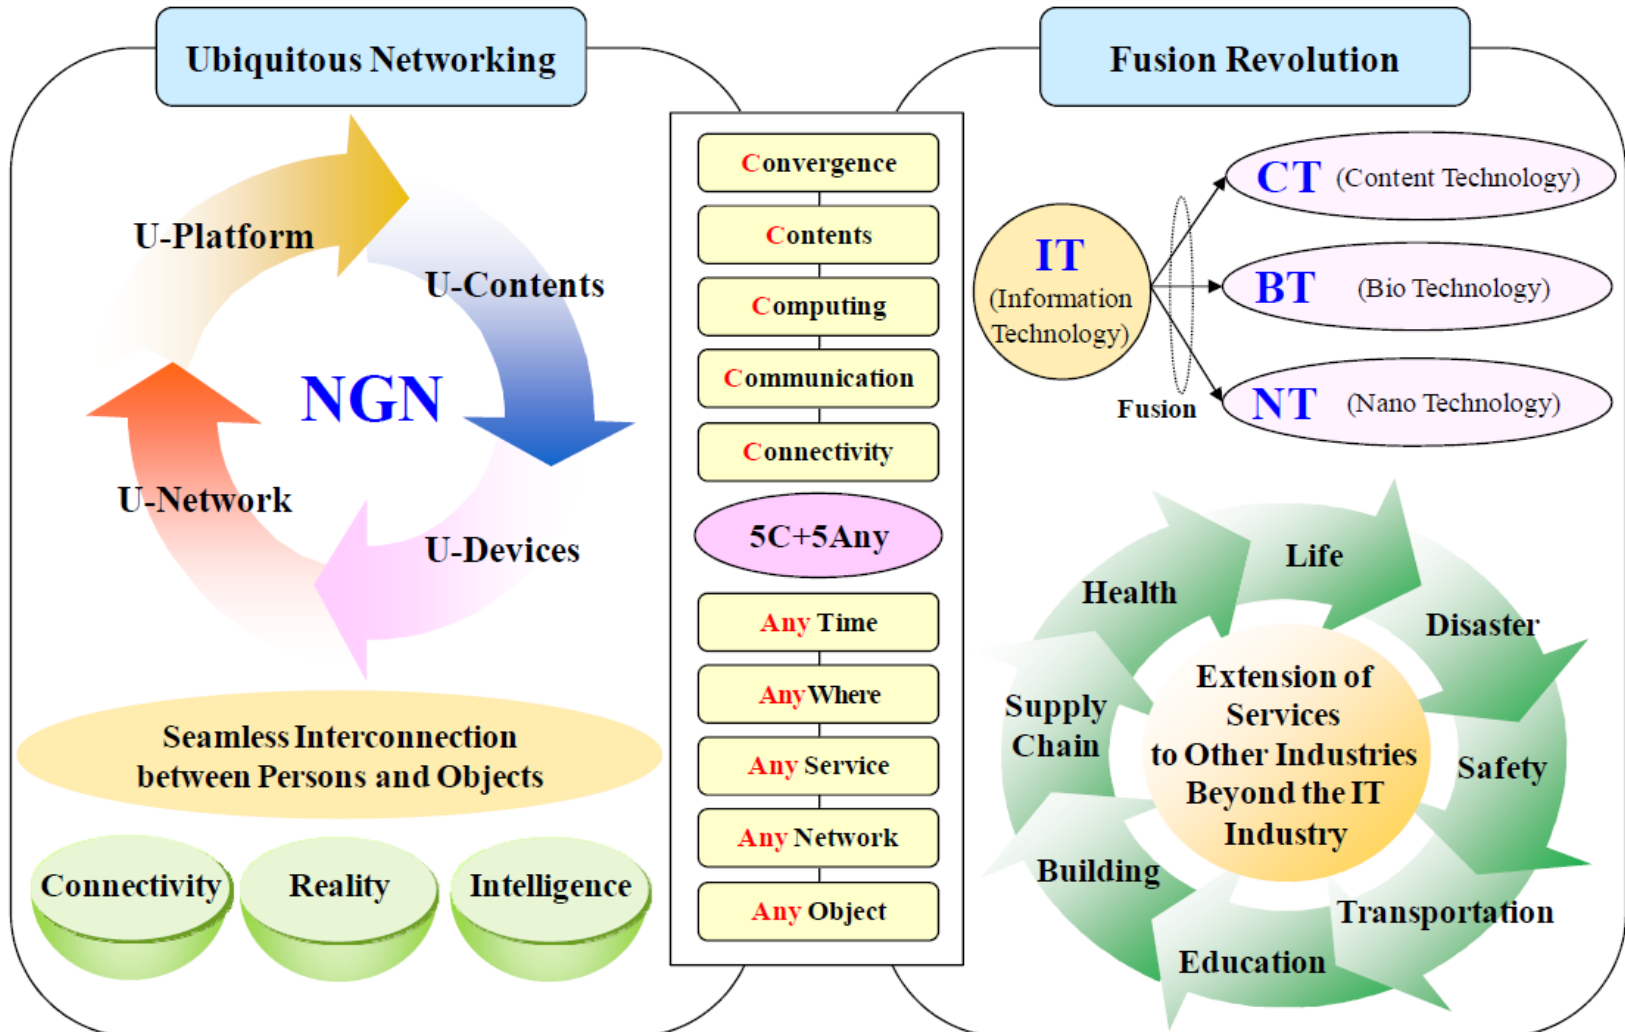 Ubiquitous Networking
U-Platform
U-Contents
NGN
U-Network
U-Devices
Seamless Interconnection
between Persons and Objects
Connectivity
Reality
Intelligence
Convergence
Contents
Computing
Communication
Connectivity
5C+5Any
Any Time
AnyWhere
Any Service
Any Network
Any Object
Fusion Revolution
IT
(Information
Technology)
Fusion
CT (Content Technology)
BT (Bio Technology)
NT (Nano Technology)
Life
Disaster
Safety
Transportation
Education
Building
Supply
Chain
Health
Extension of
Services
to Other Industries
Beyond the IT
Industry